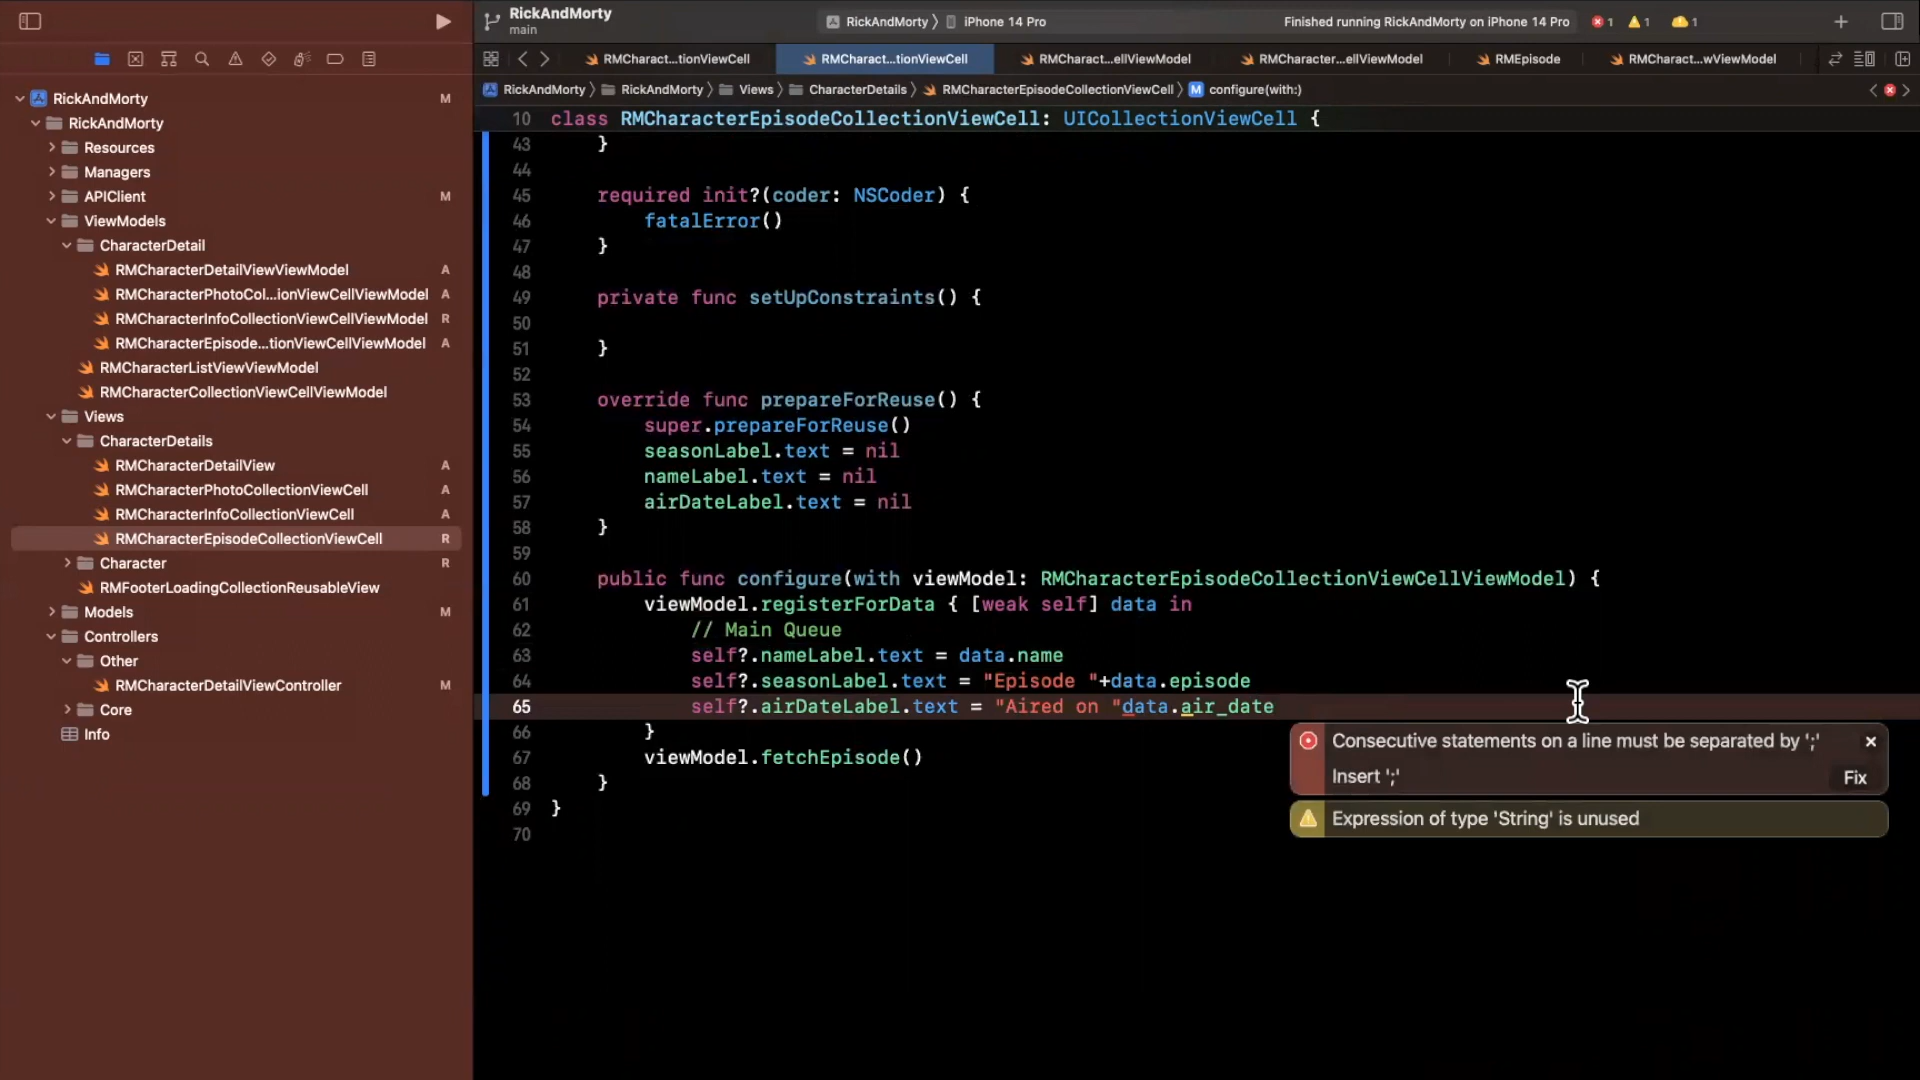 RickAndMorty
main
RickAndMorty
iPhone 14 Pro
Finished running RickAndMorty on iPhone 14 Pro
1
1
1
RMCharact...tionViewCell
RMCharact...tionViewCell
RMCharact...ellViewModel
RMCharacter...ellViewModel
RMEpisode
RMCharact...wViewModel
RickAndMorty
RickAndMorty
Views
CharacterDetails
RMCharacterEpisodeCollectionViewCell
M
configure(with:)
RickAndMorty M
RickAndMorty
Resources
Managers
APIClient M
ViewModels
CharacterDetail
RMCharacterDetailViewViewModel A
RMCharacterPhotoCol...ionViewCellViewModel A
RMCharacterInfoCollectionViewCellViewModel R
RMCharacterEpisode...tionViewCellViewModel A
RMCharacterListViewViewModel
RMCharacterCollectionViewCellViewModel
Views
CharacterDetails
RMCharacterDetailView A
RMCharacterPhotoCollectionViewCell A
RMCharacterInfoCollectionViewCell A
RMCharacterEpisodeCollectionViewCell R
Character R
RMFooterLoadingCollectionReusableView
Models M
Controllers
Other
RMCharacterDetailViewController M
Core
Info
10 class RMCharacterEpisodeCollectionViewCell: UICollectionViewCell {
43 }
44
45 required init?(coder: NSCoder) {
46 fatalError()
47 }
48
49 private func setUpConstraints() {
50
51 }
52
53 override func prepareForReuse() {
54 super.prepareForReuse()
55 seasonLabel.text = nil
56 nameLabel.text = nil
57 airDateLabel.text = nil
58 }
59
60 public func configure(with viewModel: RMCharacterEpisodeCollectionViewCellViewModel) {
61 viewModel.registerForData { [weak self] data in
62 // Main Queue
63 self?.nameLabel.text = data.name
64 self?.seasonLabel.text = "Episode "+data.episode
65 self?.airDateLabel.text = "Aired on "data.air_date
66 }
67 viewModel.fetchEpisode()
68 }
69 }
70
Consecutive statements on a line must be separated by ';'
Insert ';'
Fix
Expression of type 'String' is unused